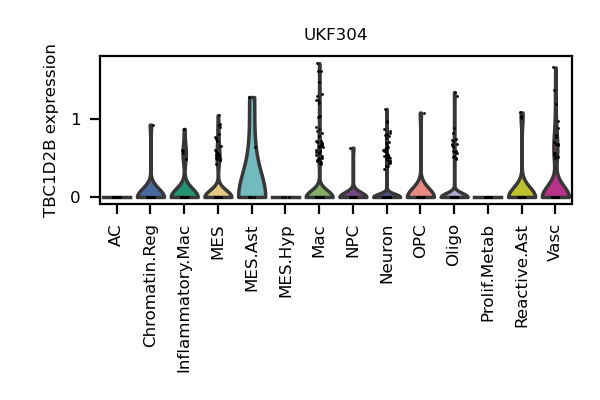 UKF304
TBC1D2B expression
1
0
AC
Chromatin.Reg
Inflammatory.Mac
MES
MES.Ast
MES.Hyp
Mac
NPC
Neuron
OPC
Oligo
Prolif.Metab
Reactive.Ast
Vasc